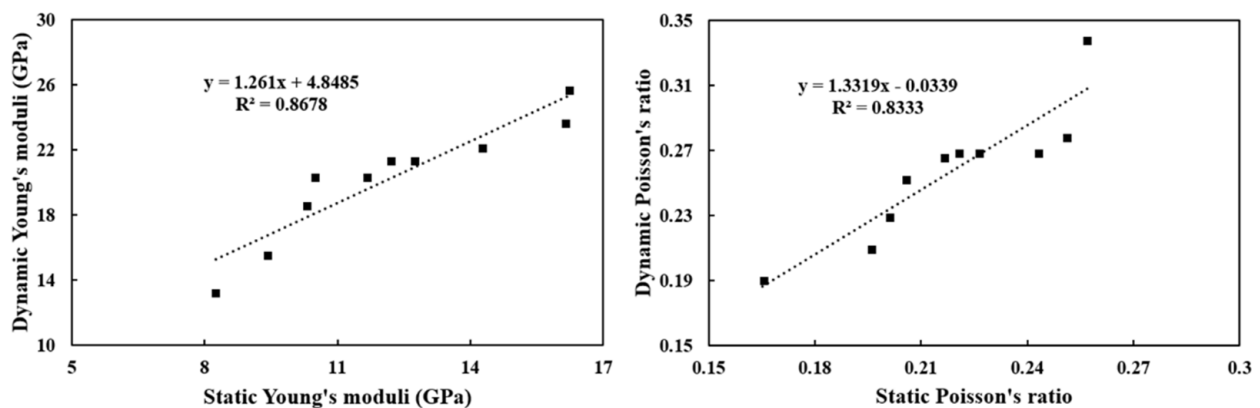 30
26
22
18
14
10
Dynamic Young's moduli (GPa)
y = 1.261x + 4.8485
R² = 0.8678
5 8 11 14 17
Static Young's moduli (GPa)
0.35
0.31
0.27
0.23
0.19
0.15
Dynamic Poisson's ratio
y = 1.3319x - 0.0339
R² = 0.8333
0.15 0.18 0.21 0.24 0.27 0.3
Static Poisson's ratio